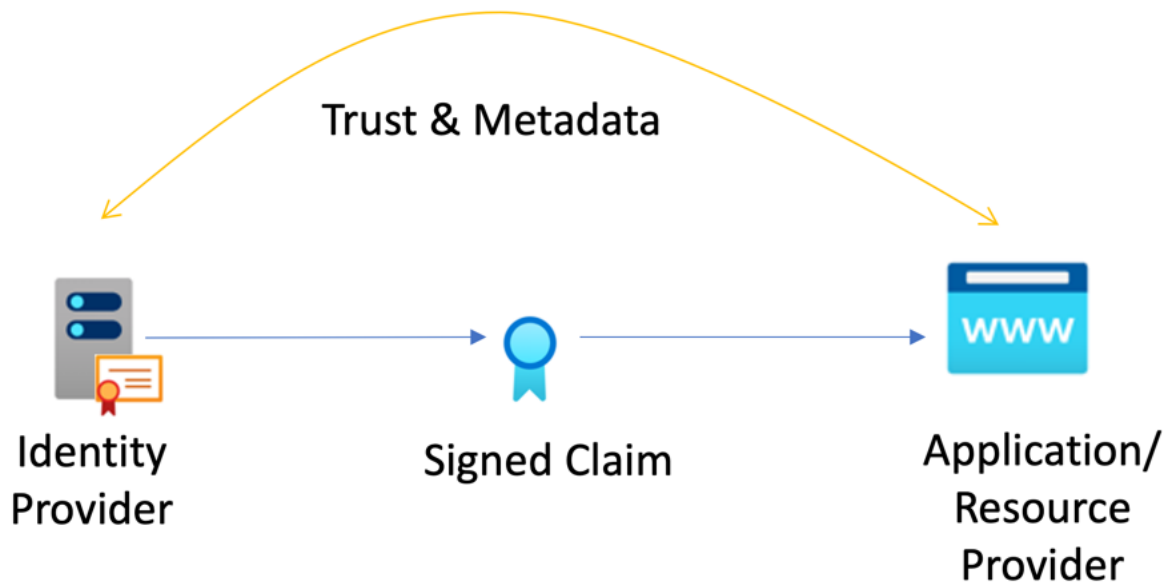 Trust & Metadata
www
Identity
Provider
Signed Claim
Application/
Resource
Provider